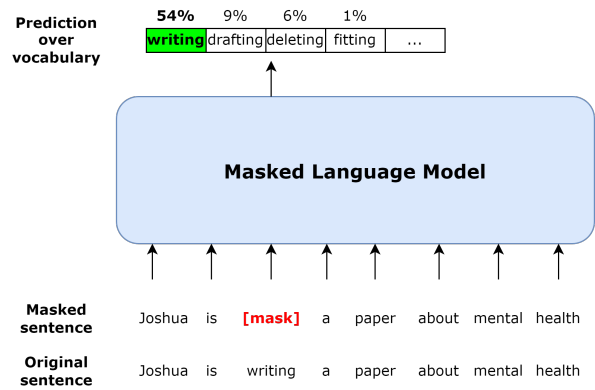 Prediction over vocabulary
54% 9% 6% 1%
writing drafting deleting fitting ...
Masked Language Model
Masked sentence
Joshua is [mask] a paper about mental health
Original sentence
Joshua is writing a paper about mental health